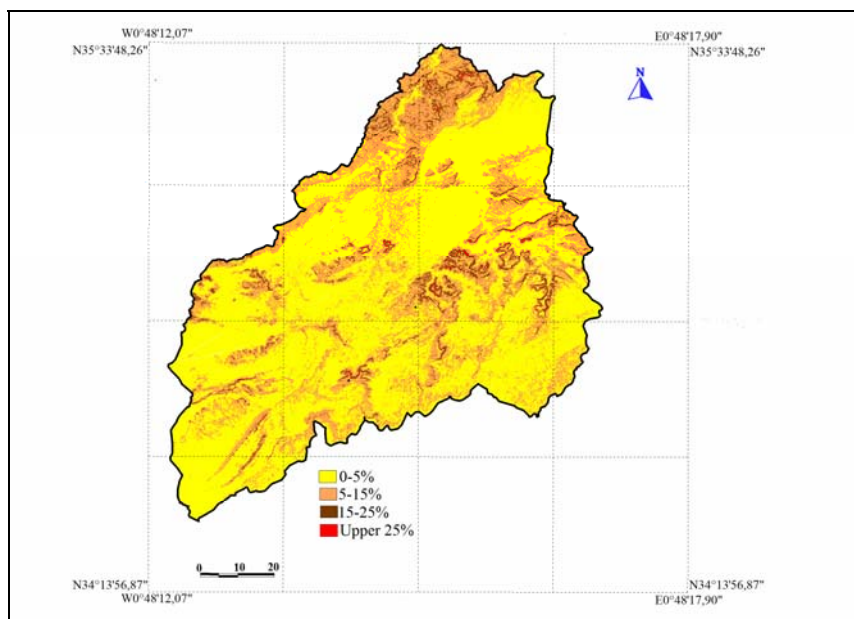 W0°48'12,07" E0°48'17,90"
N35°33'48,26" N35°33'48,26"
N
0-5%
5-15%
15-25%
Upper 25%
0 10 20
N34°13'56,87" N34°13'56,87"
W0°48'12,07" E0°48'17,90"